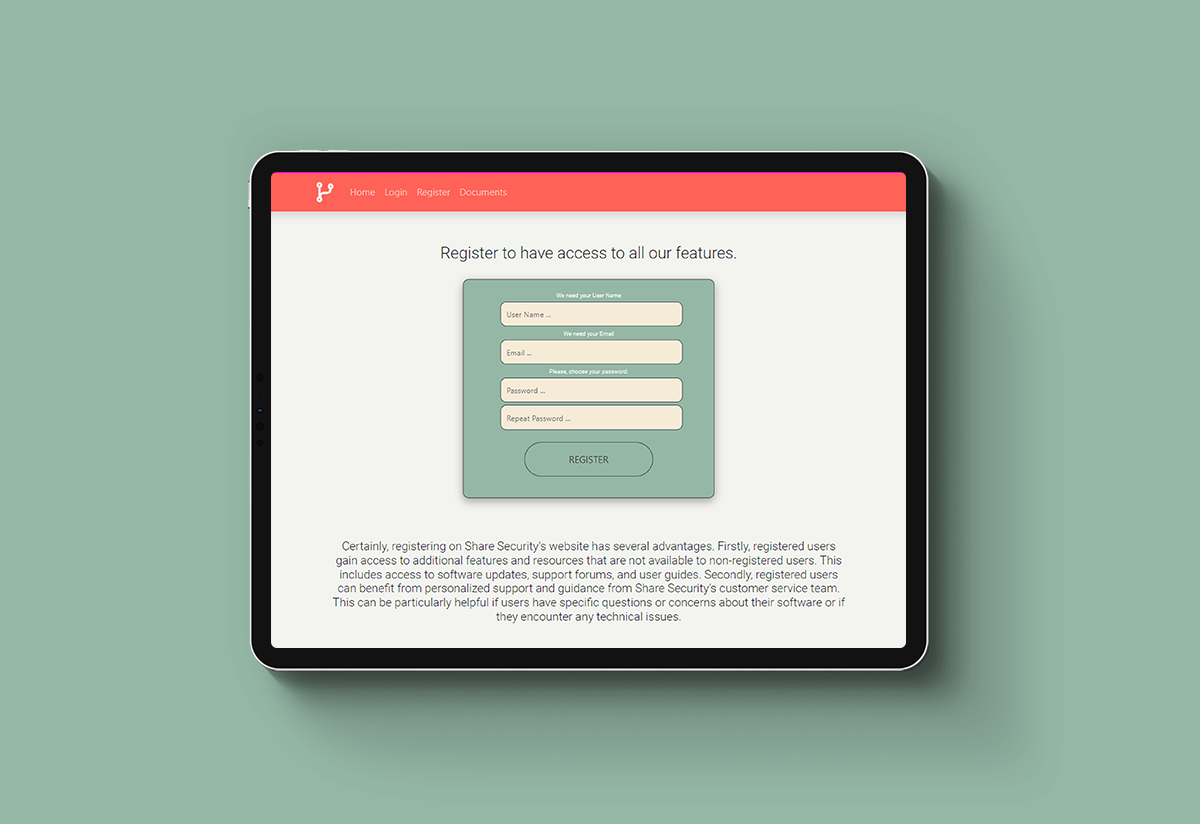 Home Login Register Documents
Register to have access to all our features.
We need your User Name
User Name ...
We need your Email
Email ...
Please, choose your password:
Password ...
Repeat Password ...
REGISTER
Certainly, registering on Share Security's website has several advantages. Firstly, registered users
gain access to additional features and resources that are not available to non-registered users. This
includes access to software updates, support forums, and user guides. Secondly, registered users
can benefit from personalized support and guidance from Share Security's customer service team.
This can be particularly helpful if users have specific questions or concerns about their software or if
they encounter any technical issues.